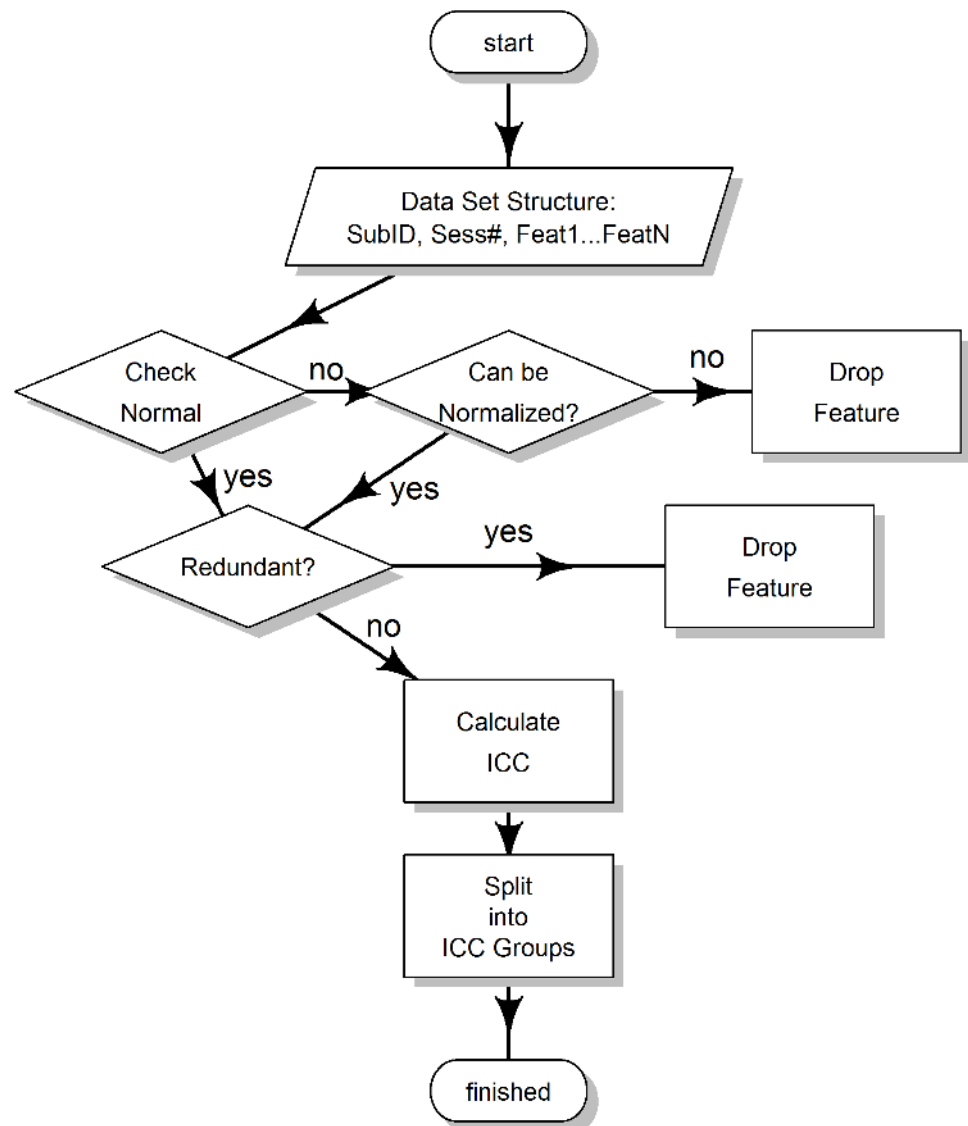 start
Data Set Structure:
SubID, Sess#, Feat1...FeatN
Check
Normal
no
Can be
Normalized?
no
Drop
Feature
yes
yes
Redundant?
yes
Drop
Feature
no
Calculate
ICC
Split
into
ICC Groups
finished